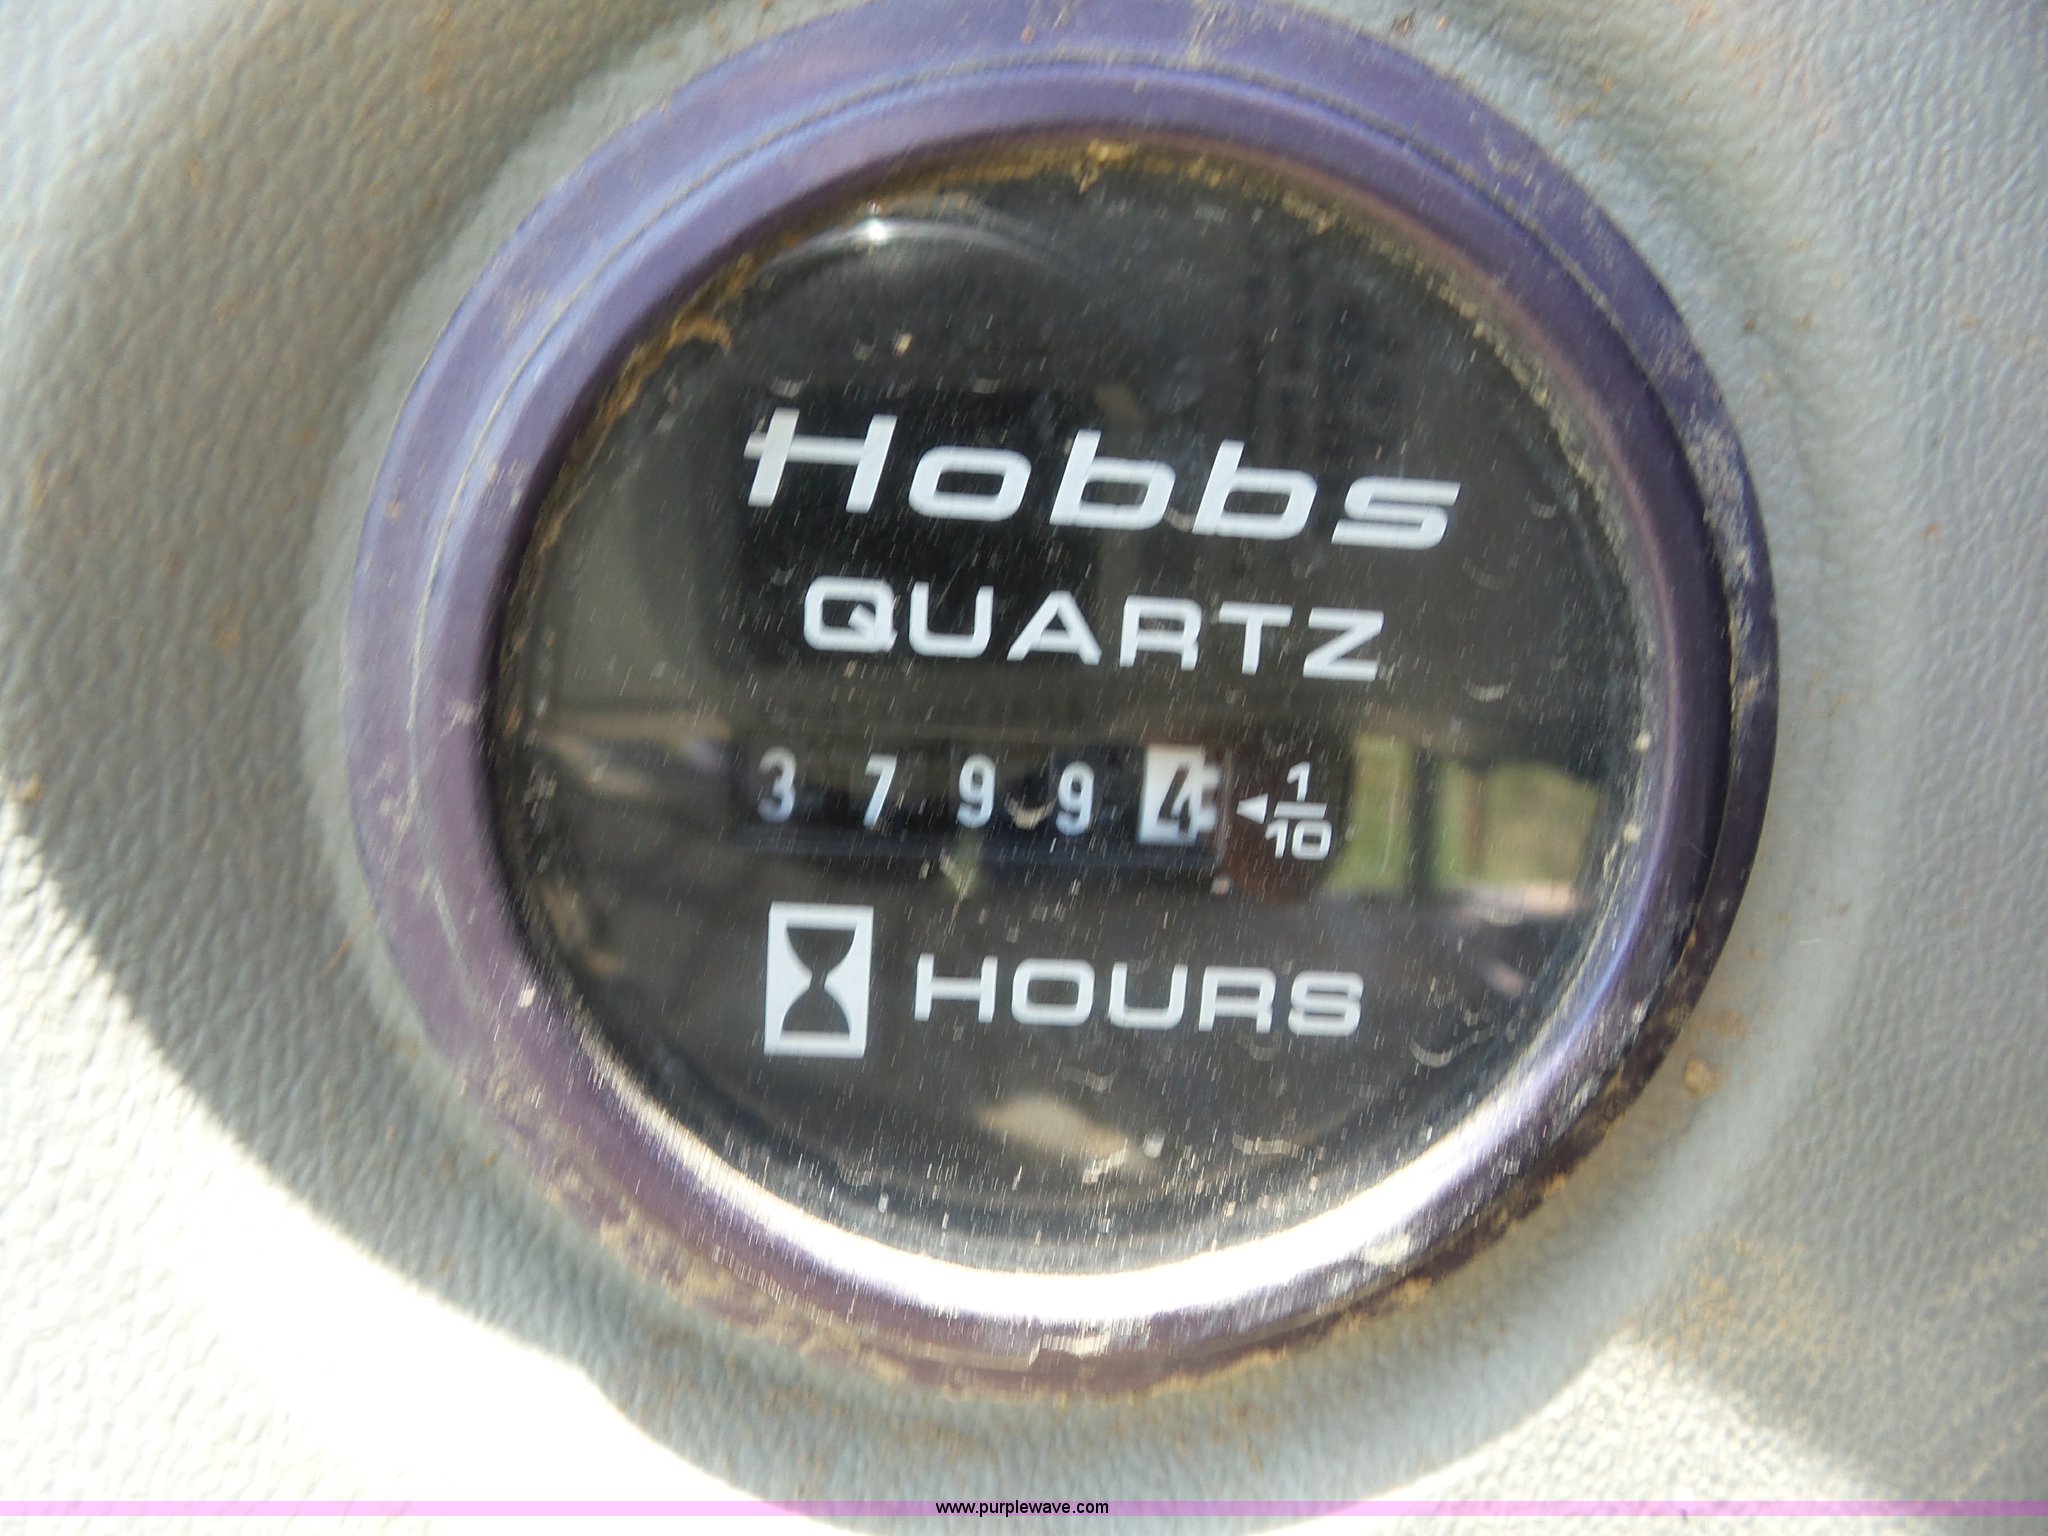 Hobbs
QUARTZ
3 7 9 9 4 ◄ 1/10
HOURS
www.purplewave.com